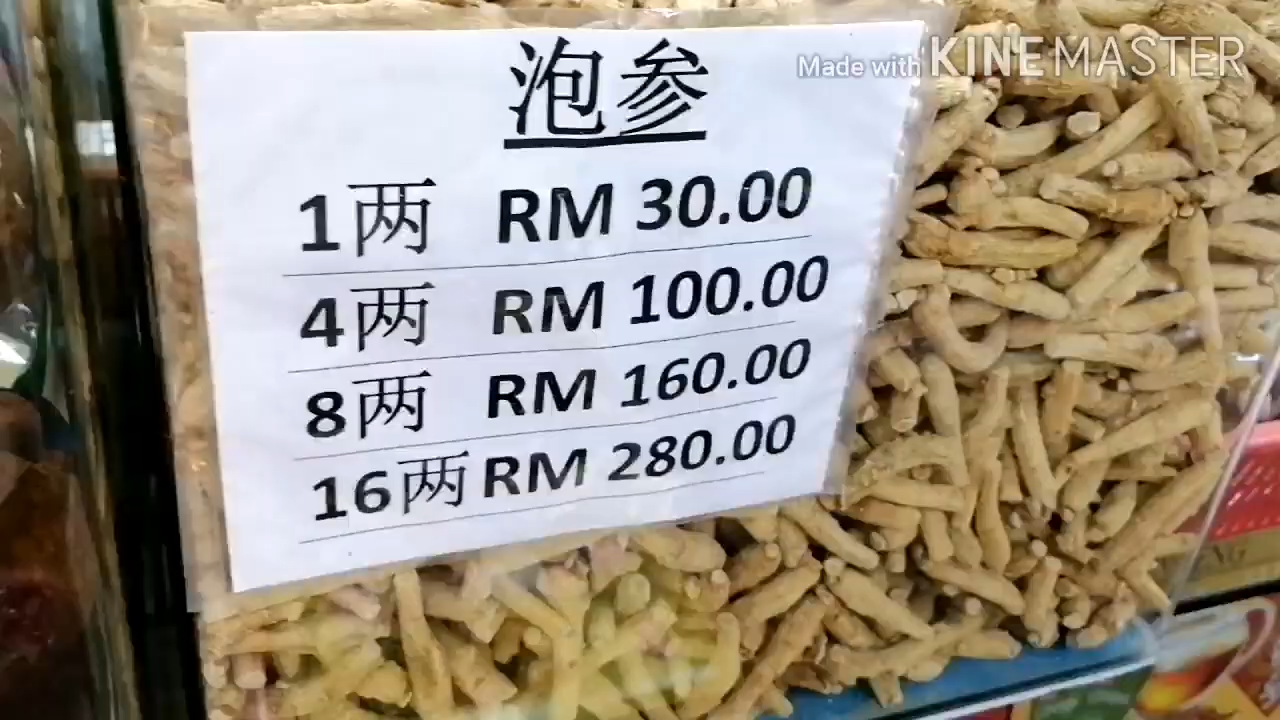 Made with KINEMASTER
泡参
1两 RM 30.00
4两 RM 100.00
8两 RM 160.00
16两 RM 280.00